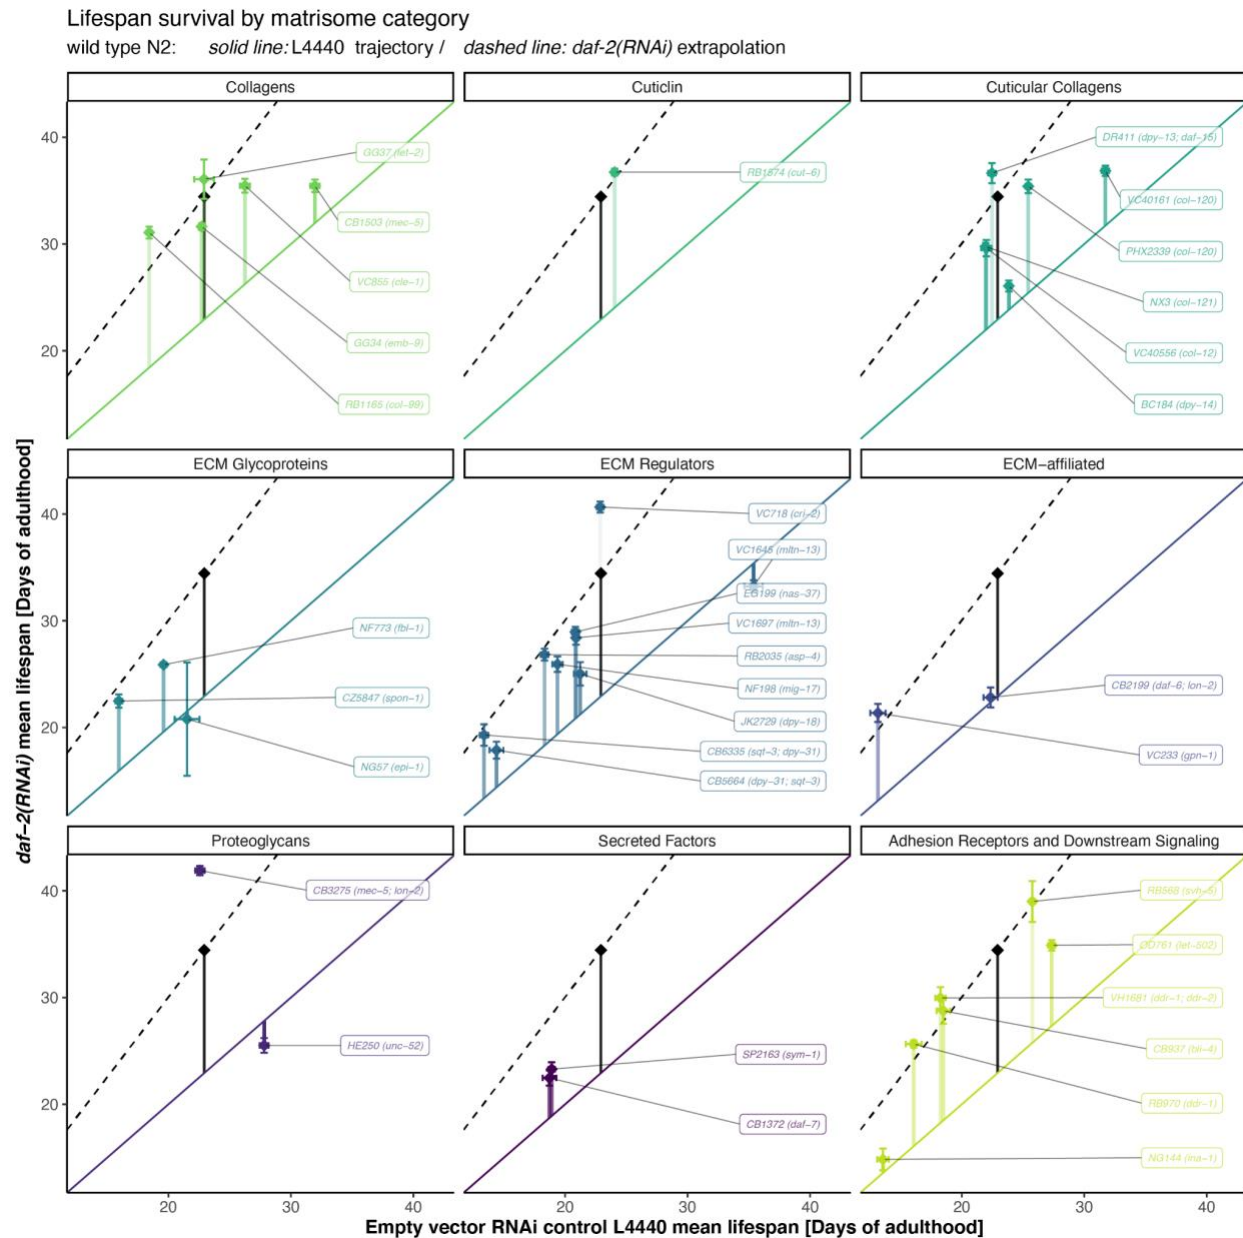 Lifespan survival by matrisome category
wild type N2: solid line: L4440 trajectory / dashed line: daf-2(RNAi) extrapolation
Collagens
Cuticlin
Cuticular Collagens
40
30
20
GG37 (let-2)
CB1503 (mec-5)
VC855 (cle-1)
GG34 (emb-9)
RB1165 (col-99)
RB1574 (cut-6)
DR411 (dpy-13; daf-15)
VC40161 (col-120)
PHX2339 (col-120)
NX3 (col-121)
VC40556 (col-12)
BC184 (dpy-14)
daf-2(RNAi) mean lifespan [Days of adulthood]
ECM Glycoproteins
ECM Regulators
ECM-affiliated
40
30
20
NF773 (fbl-1)
CZ5847 (spon-1)
NG57 (epi-1)
VC718 (cri-2)
VC1645 (mltn-13)
EG199 (nas-37)
VC1697 (mltn-13)
RB2035 (asp-4)
NF198 (mig-17)
JK2729 (dpy-18)
CB6335 (sqt-3; dpy-31)
CB5664 (dpy-31; sqt-3)
CB2199 (daf-6; lon-2)
VC233 (gpn-1)
Proteoglycans
Secreted Factors
Adhesion Receptors and Downstream Signaling
40
30
20
CB3275 (mec-5; lon-2)
HE250 (unc-52)
SP2163 (sym-1)
CB1372 (daf-7)
RB568 (svh-5)
OD761 (let-502)
VH1681 (ddr-1; ddr-2)
CB937 (bli-4)
RB970 (ddr-1)
NG144 (ina-1)
20 30 40 20 30 40 20 30 40
Empty vector RNAi control L4440 mean lifespan [Days of adulthood]